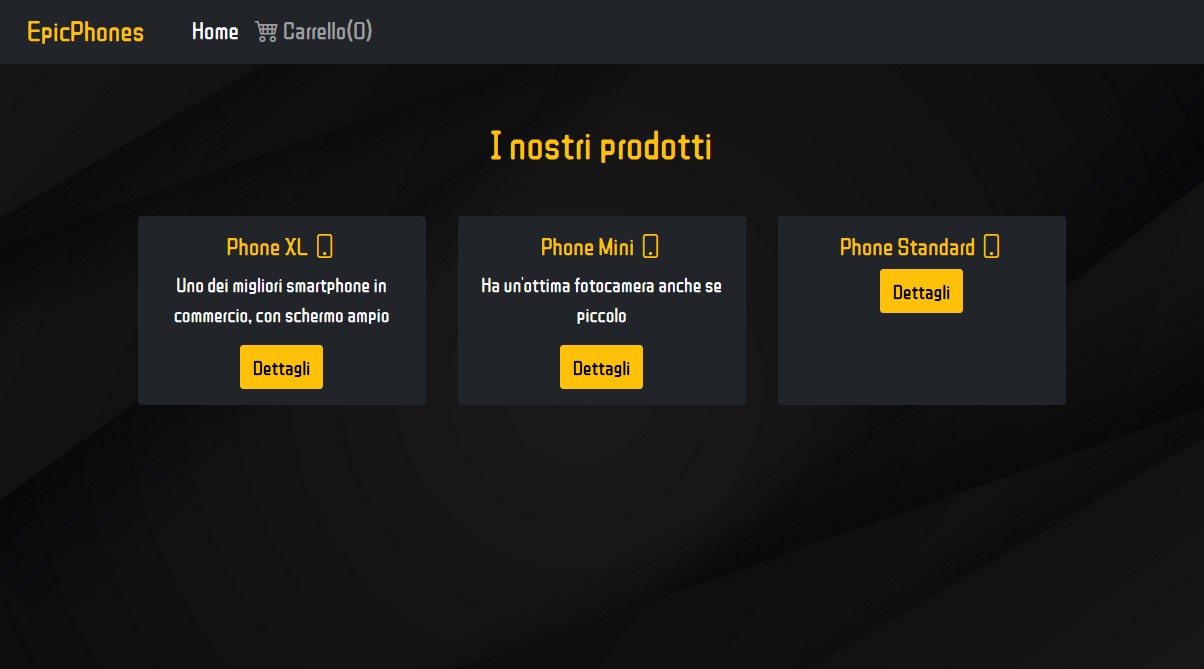 EpicPhones Home Carrello(0)
I nostri prodotti
Phone XL
Uno dei migliori smartphone in
commercio, con schermo ampio
Dettagli
Phone Mini
Ha un'ottima fotocamera anche se
piccolo
Dettagli
Phone Standard
Dettagli